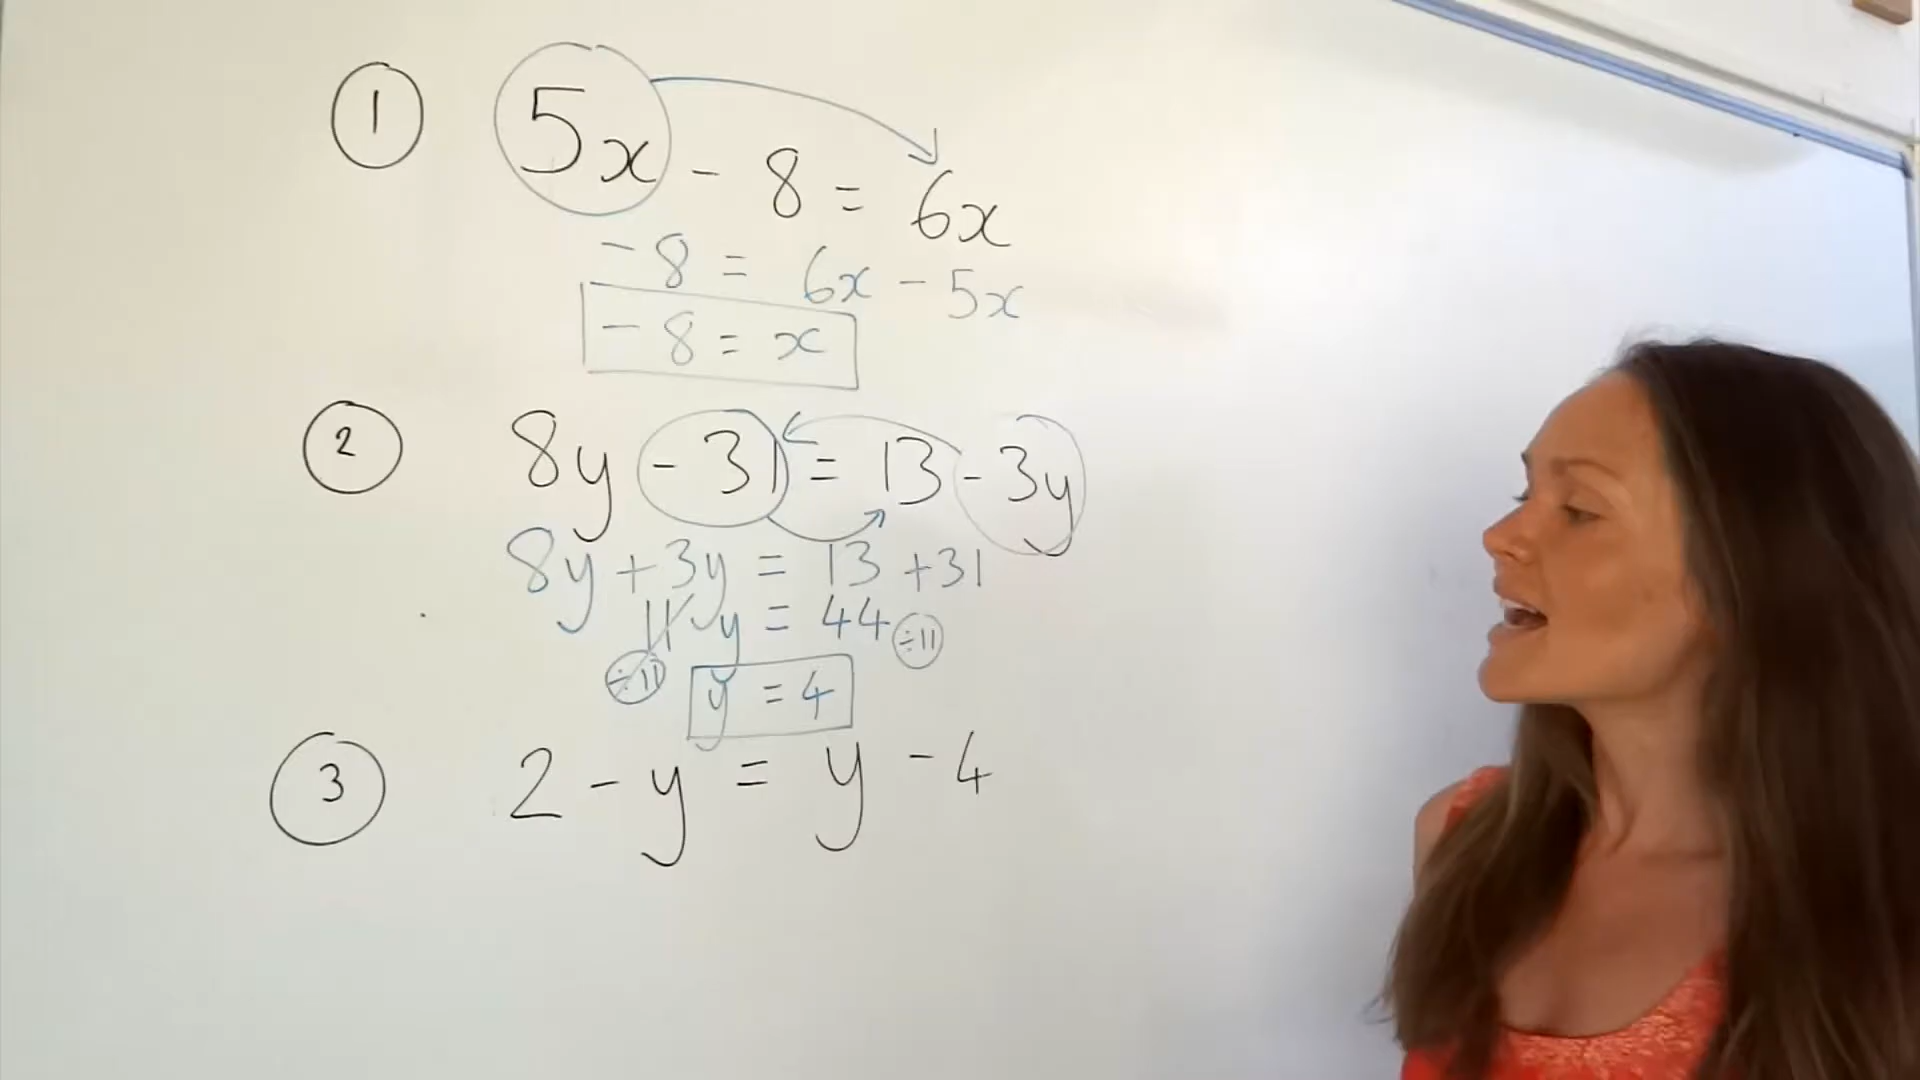 1 5x - 8 = 6x
-8 = 6x - 5x
-8 = x
2 8y - 31 = 13 - 3y
8y + 3y = 13 + 31
11 y = 44 ÷11
÷11 y = 4
3 2 - y = y - 4